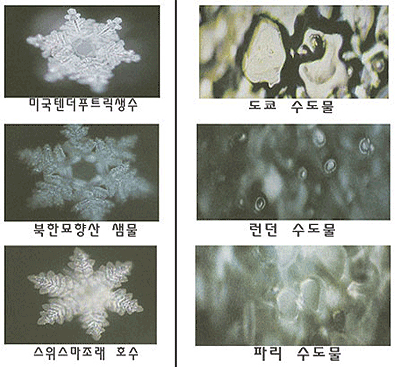 미국텐더푸트릭생수
도쿄 수도물
북한묘향산 샘물
런던 수도물
스위스마조래 호수
파리 수도물